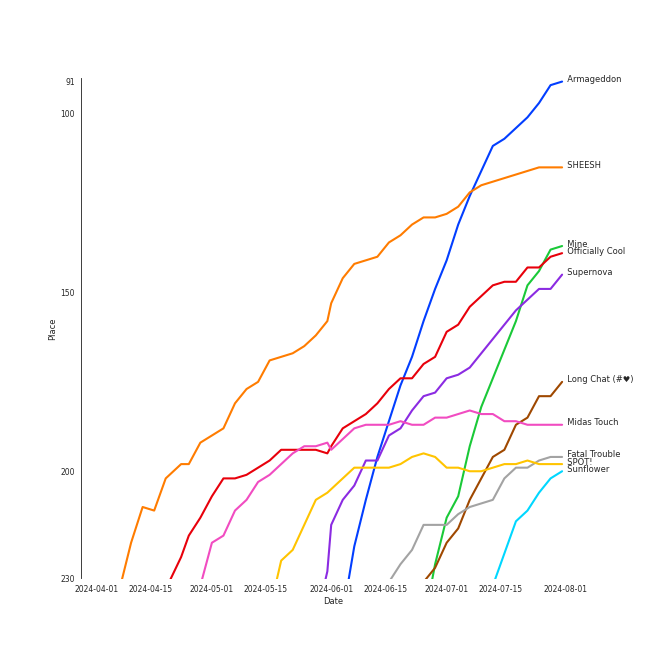 91
Armageddon
100
SHEESH
Mine
Officially Cool
Supernova
150
Place
Long Chat (#♥)
Midas Touch
Fatal Trouble
SPOT!
Sunflower
200
230
2024-04-01
2024-04-15
2024-05-01
2024-05-15
2024-06-01
2024-06-15
2024-07-01
2024-07-15
2024-08-01
Date